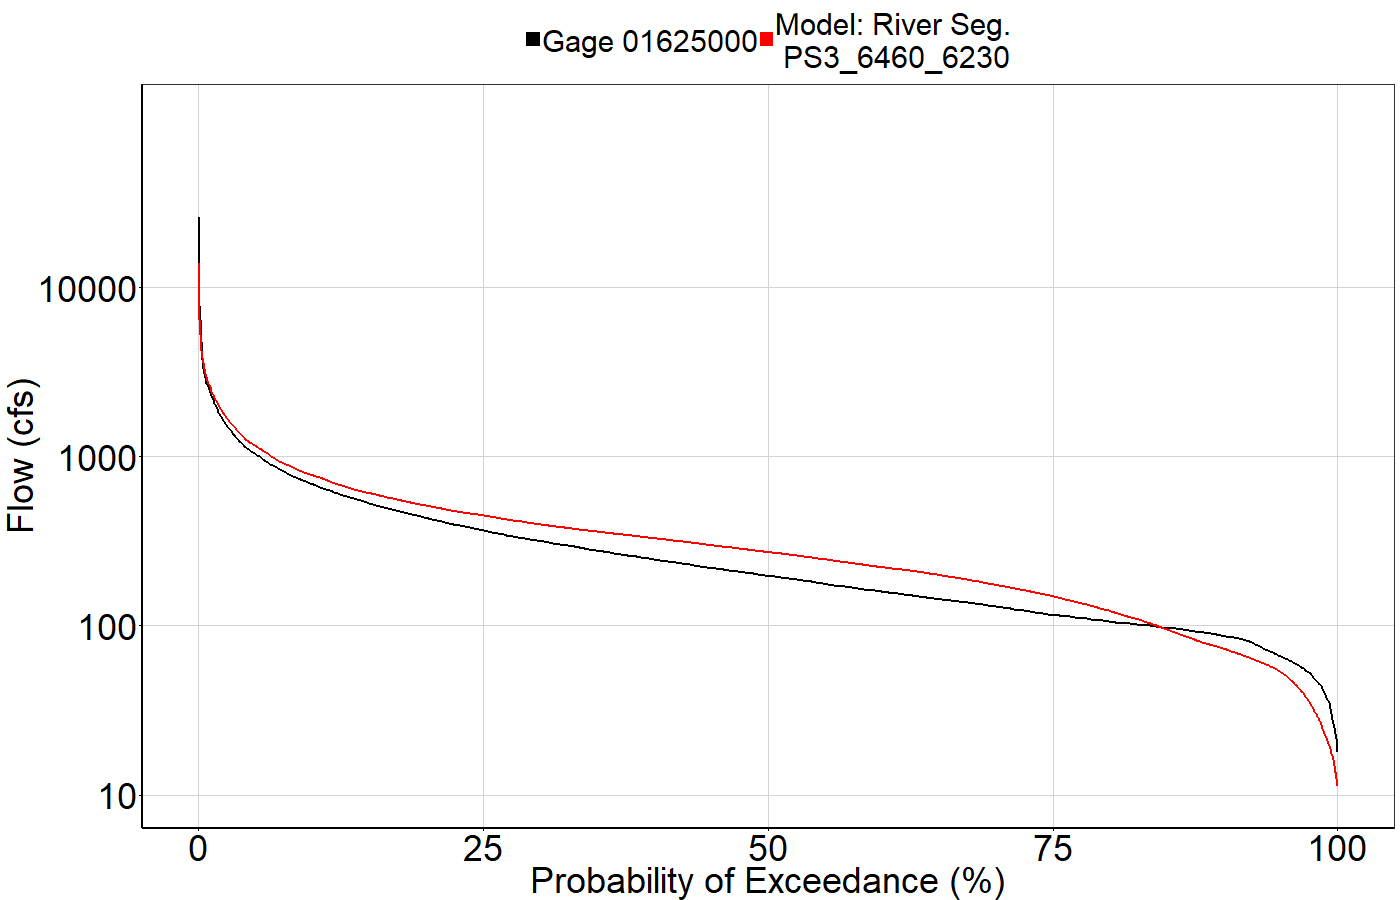 Gage 01625000
Model: River Seg.
PS3_6460_6230
Flow (cfs)
10000
1000
100
10
0 25 50 75 100
Probability of Exceedance (%)